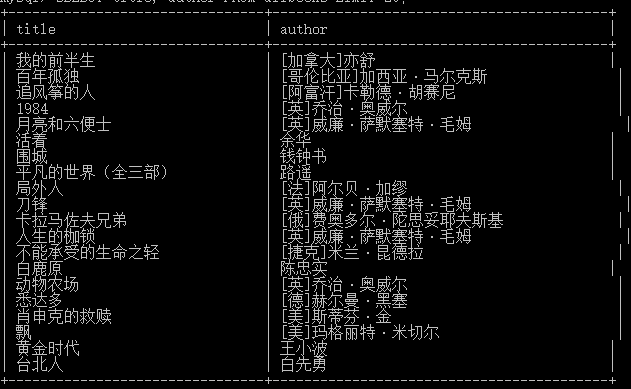 title author
我的前半生 [加拿大]亦舒
百年孤独 [哥伦比亚]加西亚·马尔克斯
追风筝的人 [阿富汗]卡勒德·胡赛尼
1984 [英]乔治·奥威尔
月亮和六便士 [英]威廉·萨默塞特·毛姆
活着 余华
围城 钱钟书
平凡的世界（全三部） 路遥
局外人 [法]阿尔贝·加缪
刀锋 [英]威廉·萨默塞特·毛姆
卡拉马佐夫兄弟 [俄]费奥多尔·陀思妥耶夫斯基
人生的枷锁 [英]威廉·萨默塞特·毛姆
不能承受的生命之轻 [捷克]米兰·昆德拉
白鹿原 陈忠实
动物农场 [英]乔治·奥威尔
悉达多 [德]赫尔曼·黑塞
肖申克的救赎 [美]斯蒂芬·金
飘 [美]玛格丽特·米切尔
黄金时代 王小波
台北人 白先勇